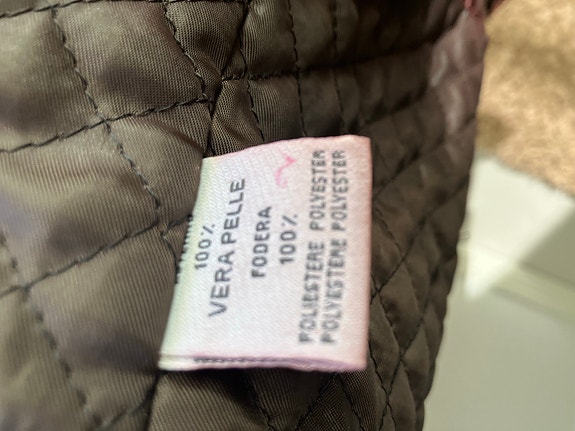 100%
VERA PELLE
FODERA
100%
POLIESTERE POLYESTER
POLYESTERE POLYESTER